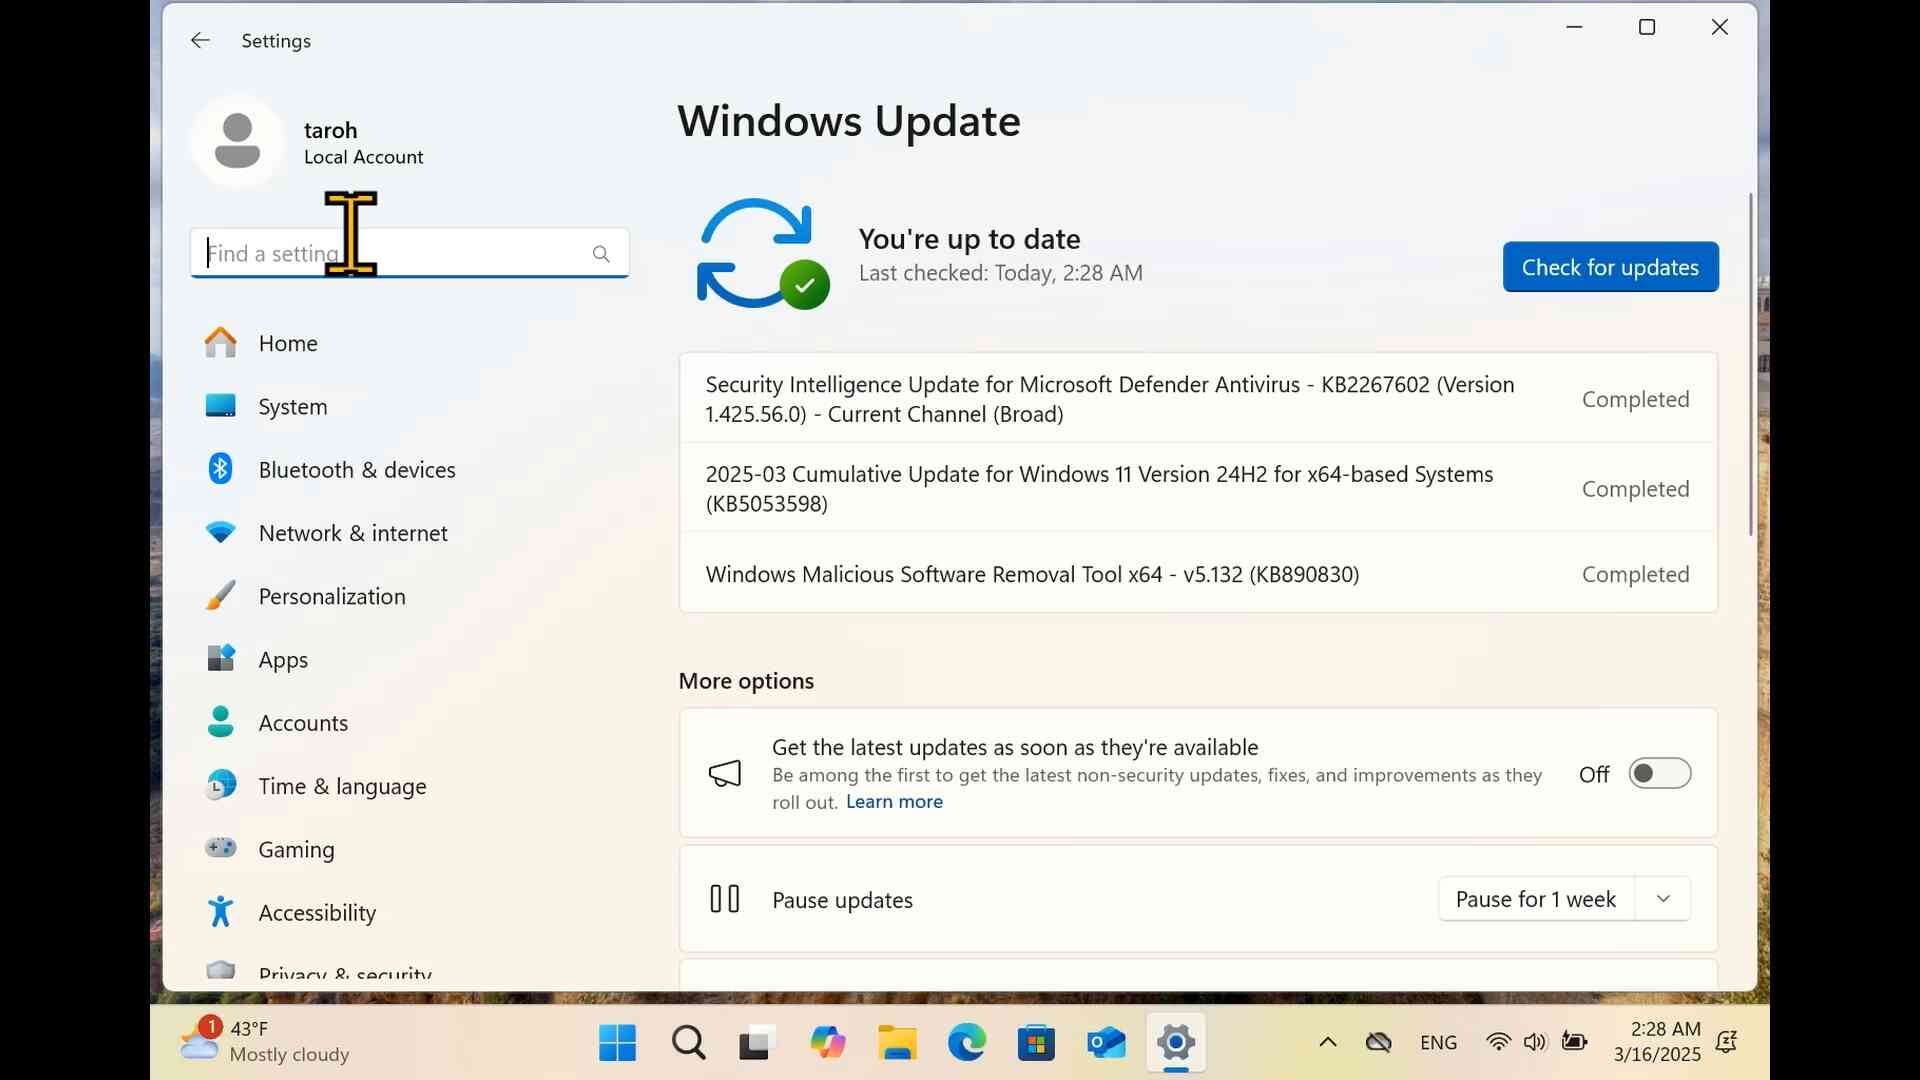 Settings
taroh
Local Account
Find a setting
Home
System
Bluetooth & devices
Network & internet
Personalization
Apps
Accounts
Time & language
Gaming
Accessibility
Privacy & security
Windows Update
You're up to date
Last checked: Today, 2:28 AM
Check for updates
Security Intelligence Update for Microsoft Defender Antivirus - KB2267602 (Version
1.425.56.0) - Current Channel (Broad)
Completed
2025-03 Cumulative Update for Windows 11 Version 24H2 for x64-based Systems
(KB5053598)
Completed
Windows Malicious Software Removal Tool x64 - v5.132 (KB890830)
Completed
More options
Get the latest updates as soon as they're available
Be among the first to get the latest non-security updates, fixes, and improvements as they
roll out. Learn more
Off
Pause updates
Pause for 1 week
1
43°F
Mostly cloudy
ENG
2:28 AM
3/16/2025